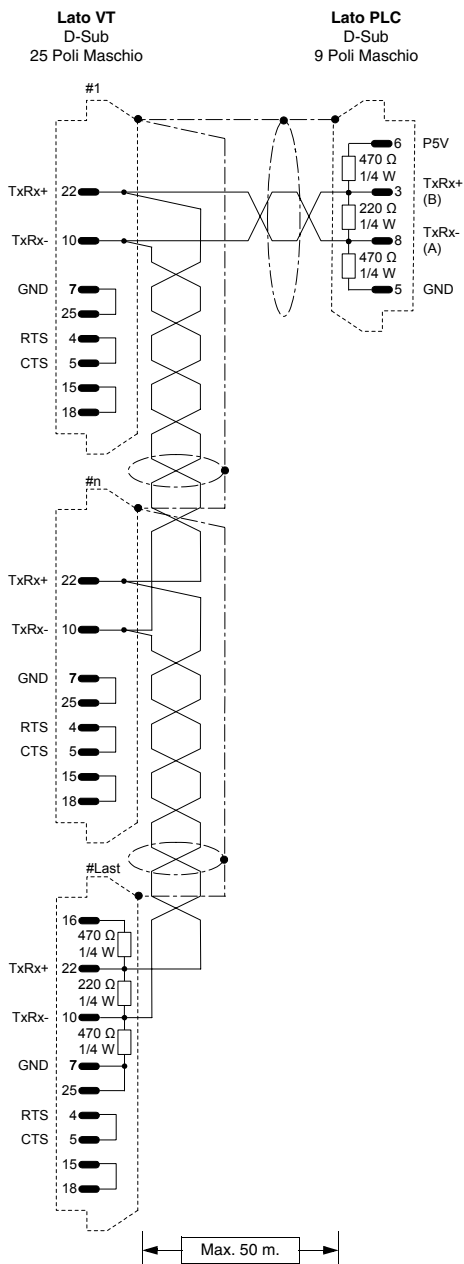 Lato VT
D-Sub
25 Poli Maschio
Lato PLC
D-Sub
9 Poli Maschio
#1
TxRx+ 22
TxRx- 10
GND 7
25
RTS 4
CTS 5
15
18
6 P5V
470 Ω
1/4 W
3 TxRx+
(B)
220 Ω
1/4 W
8 TxRx-
(A)
470 Ω
1/4 W
5 GND
#n
TxRx+ 22
TxRx- 10
GND 7
25
RTS 4
CTS 5
15
18
#Last
16
470 Ω
1/4 W
TxRx+ 22
220 Ω
1/4 W
TxRx- 10
470 Ω
1/4 W
GND 7
25
RTS 4
CTS 5
15
18
Max. 50 m.